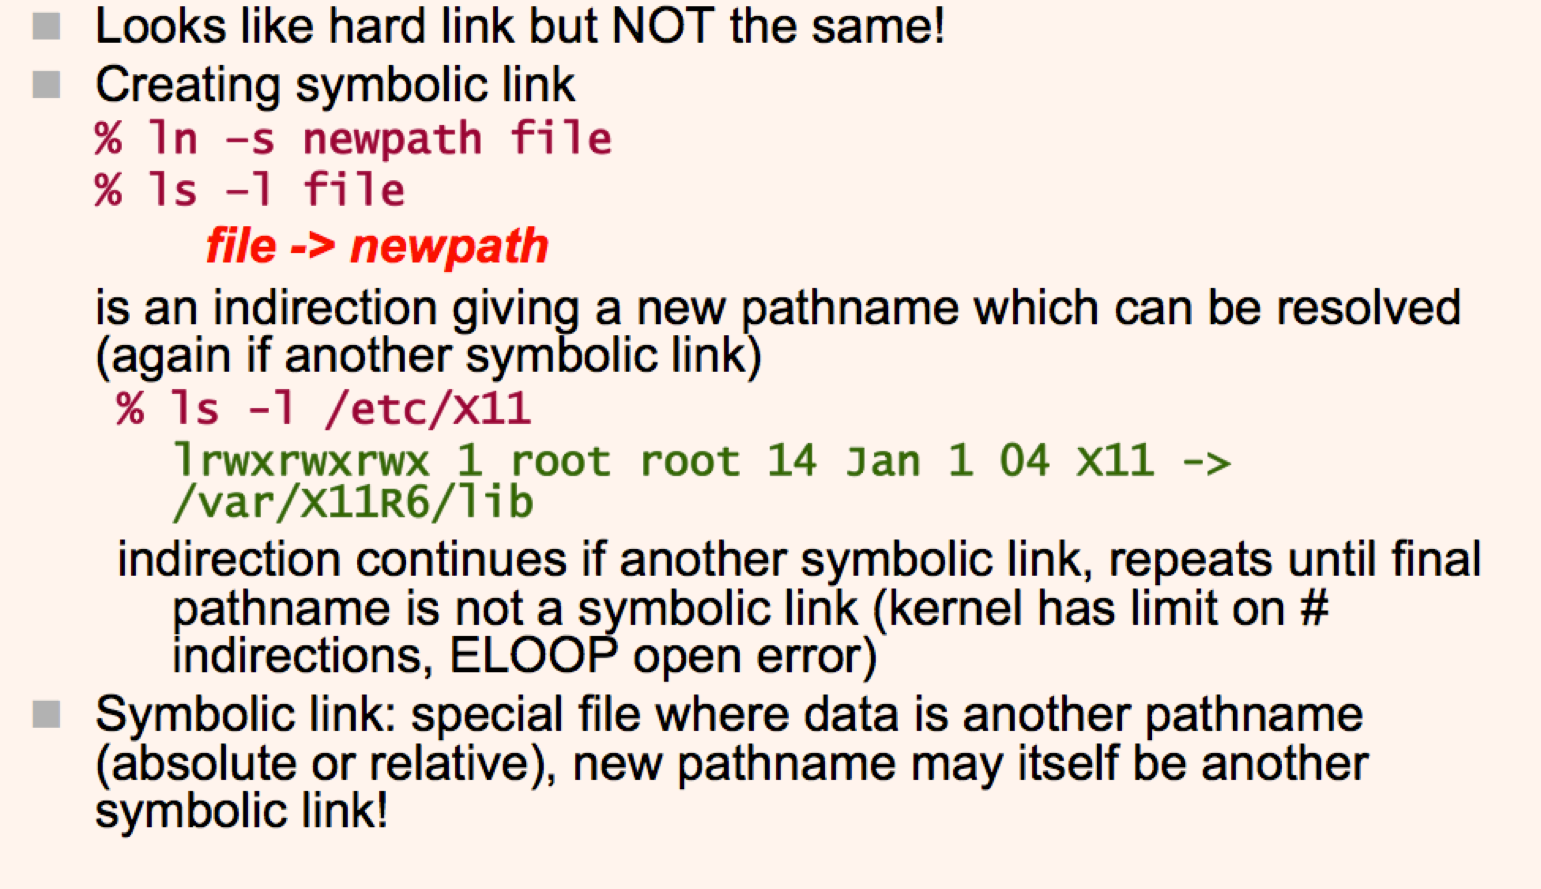 Looks like hard link but NOT the same!
Creating symbolic link
% ln –s newpath file
% ls –l file
file -> newpath
is an indirection giving a new pathname which can be resolved
(again if another symbolic link)
% ls -l /etc/X11
lrwxrwxrwx 1 root root 14 Jan 1 04 X11 ->
/var/X11R6/lib
indirection continues if another symbolic link, repeats until final
pathname is not a symbolic link (kernel has limit on #
indirections, ELOOP open error)
Symbolic link: special file where data is another pathname
(absolute or relative), new pathname may itself be another
symbolic link!